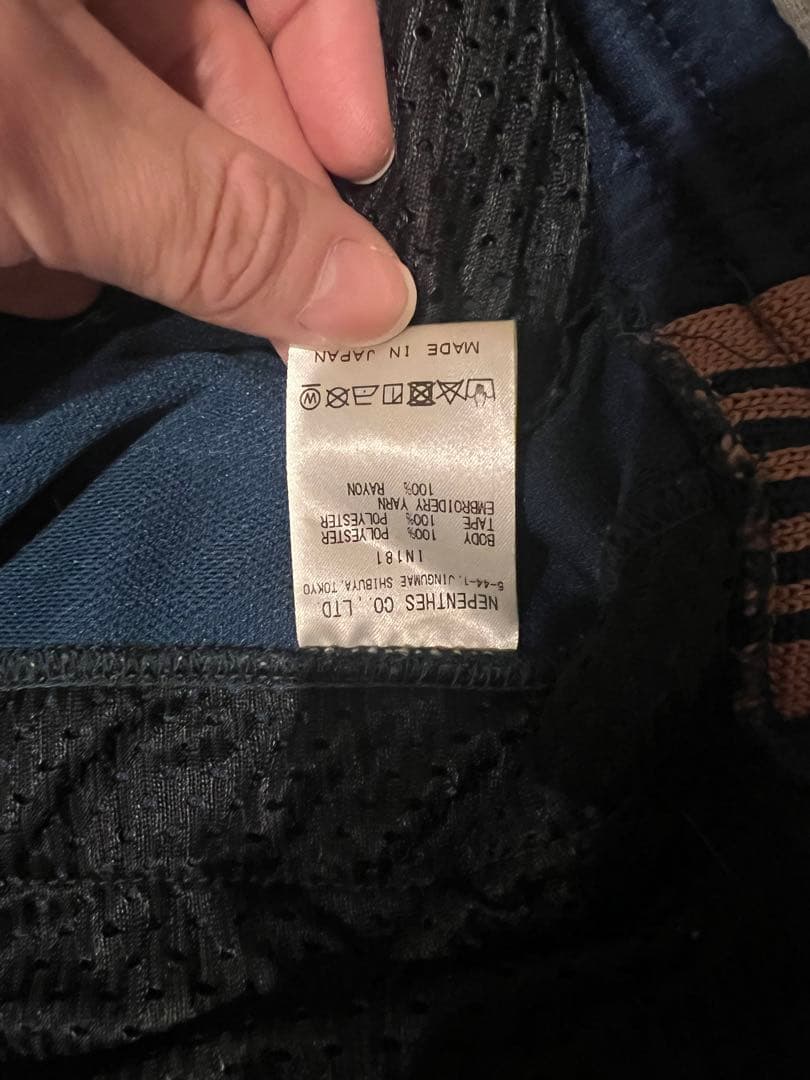 NEPENTHES CO., LTD
5-44-1, JINGUMAE SHIBUYA, TOKYO
IN181
BODY 100% POLYESTER
TAPE 100% POLYESTER
EMBROIDERY YARN
100% RAYON
W
MADE IN JAPAN